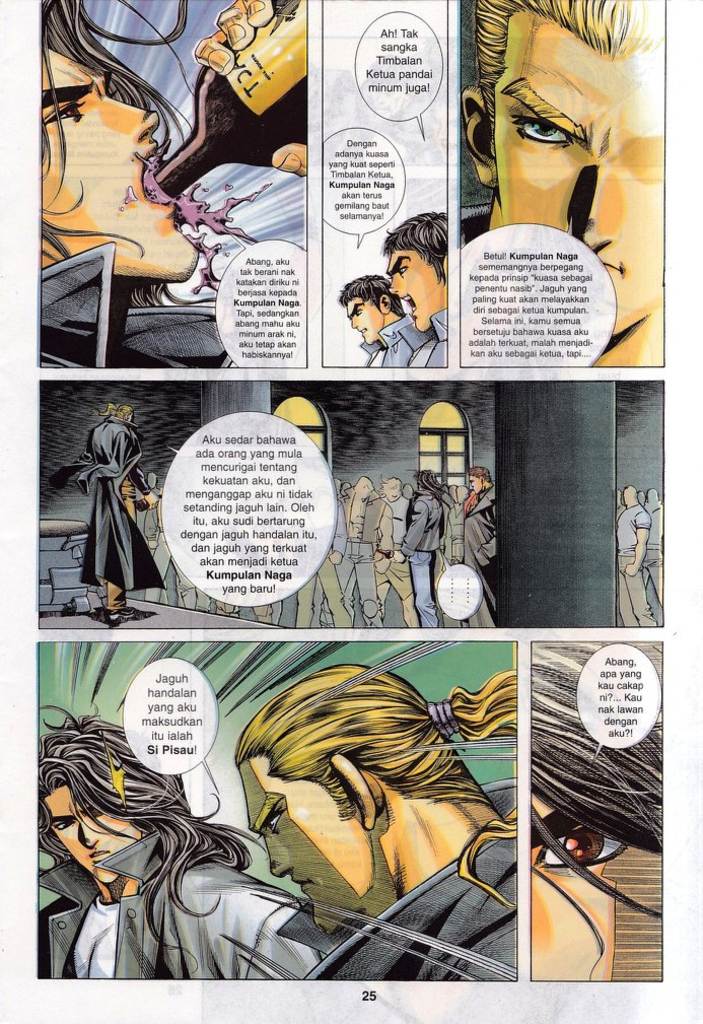 TCY
Abang, aku
tak berani nak
katakan diriku ni
berjasa kepada
Kumpulan Naga.
Tapi, sedangkan
abang mahu aku
minum arak ni,
aku tetap akan
habiskannya!
Ah! Tak
sangka
Timbalan
Ketua pandai
minum juga!
Dengan
adanya kuasa
yang kuat seperti
Timbalan Ketua,
Kumpulan Naga
akan terus
gemilang baut
selamanya!
Betul! Kumpulan Naga
sememangnya berpegang
kepada prinsip "kuasa sebagai
penentu nasib". Jaguh yang
paling kuat akan melayakkan
diri sebagai ketua kumpulan.
Selama ini, kamu semua
bersetuju bahawa kuasa aku
adalah terkuat, malah menjadi-
kan aku sebagai ketua, tapi....
Aku sedar bahawa
ada orang yang mula
mencurigai tentang
kekuatan aku, dan
menganggap aku ni tidak
setanding jaguh lain. Oleh
itu, aku sudi bertarung
dengan jaguh handalan itu,
dan jaguh yang terkuat
akan menjadi ketua
Kumpulan Naga
yang baru!
Jaguh
handalan
yang aku
maksudkan
itu ialah
Si Pisau!
Abang,
apa yang
kau cakap
ni?... Kau
nak lawan
dengan
aku?!
25